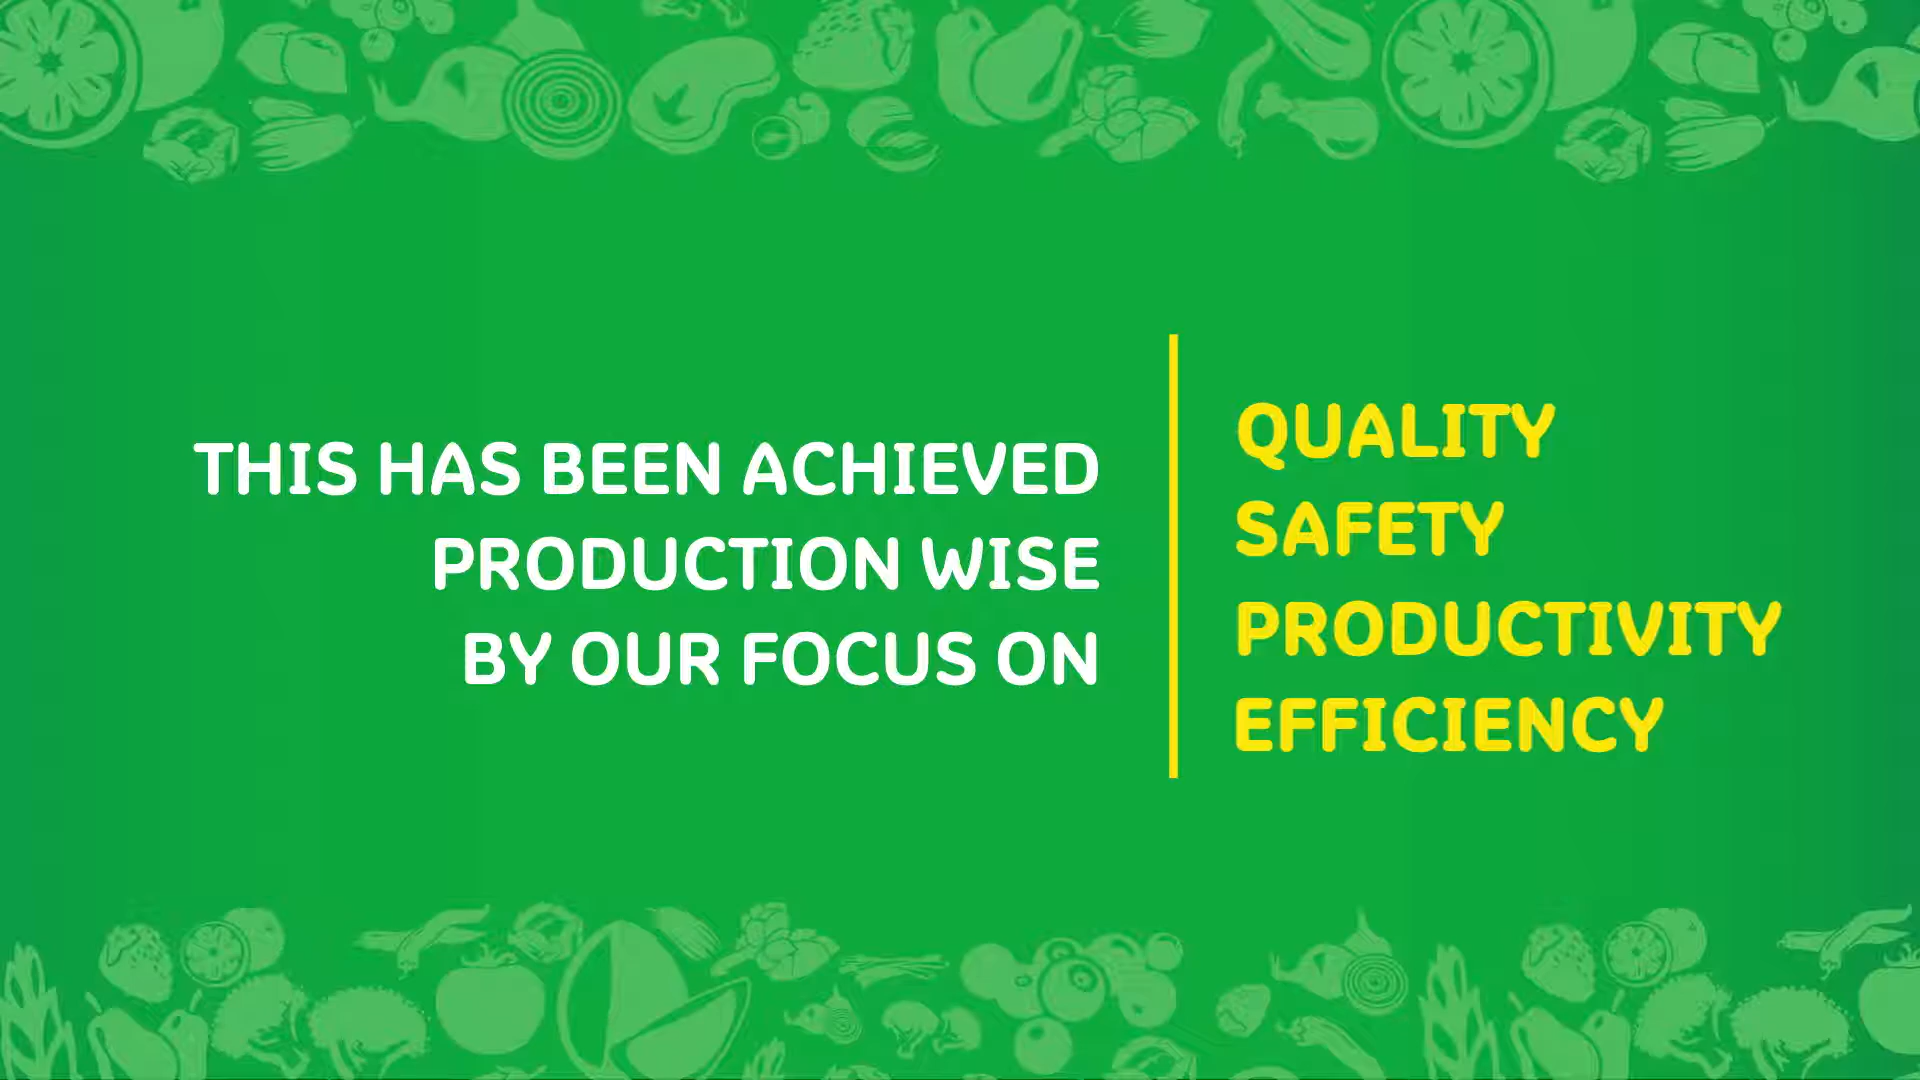 THIS HAS BEEN ACHIEVED
PRODUCTION WISE
BY OUR FOCUS ON
QUALITY
SAFETY
PRODUCTIVITY
EFFICIENCY